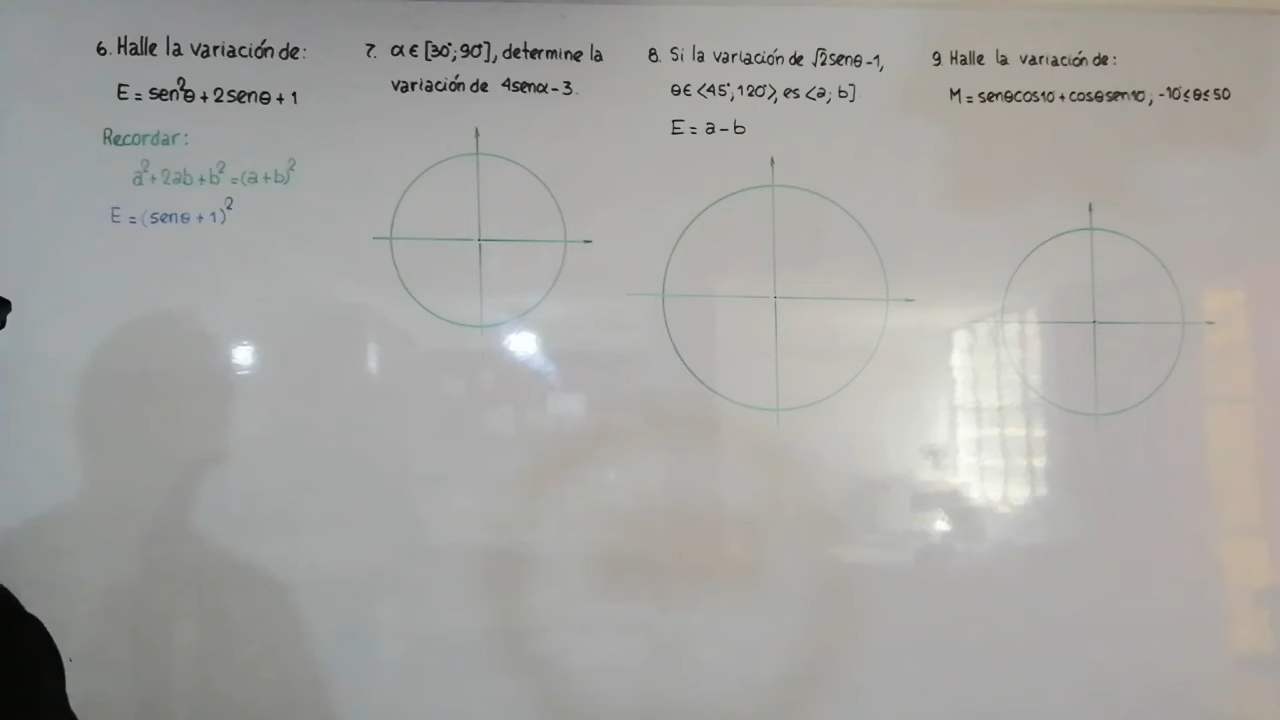 6. Halle la variación de:
E = sen²θ + 2senθ + 1
Recordar:
a² + 2ab + b² = (a+b)²
E = (senθ + 1)²
7. α ∈ [30°; 90°], determine la
variación de 4senα - 3.
8. Si la variación de √2senθ - 1,
θ ∈ <45°, 120°>, es <a; b]
E = a - b
9. Halle la variación de:
M = senθcos10 + cosθsen10; -10° ≤ θ ≤ 50